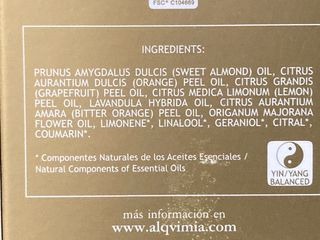 FSC® C104669
INGREDIENTS:
PRUNUS AMYGDALUS DULCIS (SWEET ALMOND) OIL, CITRUS
AURANTIUM DULCIS (ORANGE) PEEL OIL, CITRUS GRANDIS
(GRAPEFRUIT) PEEL OIL, CITRUS MEDICA LIMONUM (LEMON)
PEEL OIL, LAVANDULA HYBRIDA OIL, CITRUS AURANTIUM
AMARA (BITTER ORANGE) PEEL OIL, ORIGANUM MAJORANA
FLOWER OIL, LIMONENE*, LINALOOL*, GERANIOL*, CITRAL*,
COUMARIN*.
* Componentes Naturales de los Aceites Esenciales /
Natural Components of Essential Oils
YIN/YANG
BALANCED
más información en
www.alqvimia.com